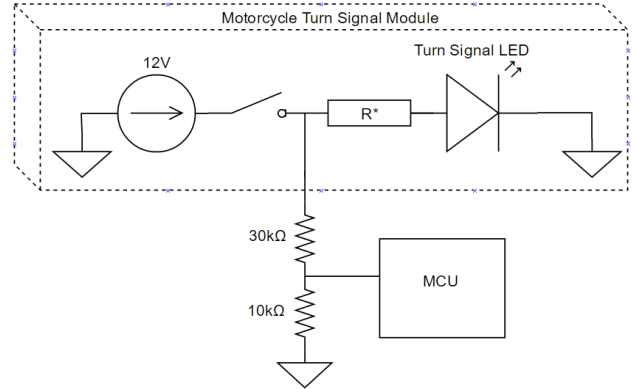 Motorcycle Turn Signal Module
Turn Signal LED
12V
R*
30kΩ
MCU
10kΩ